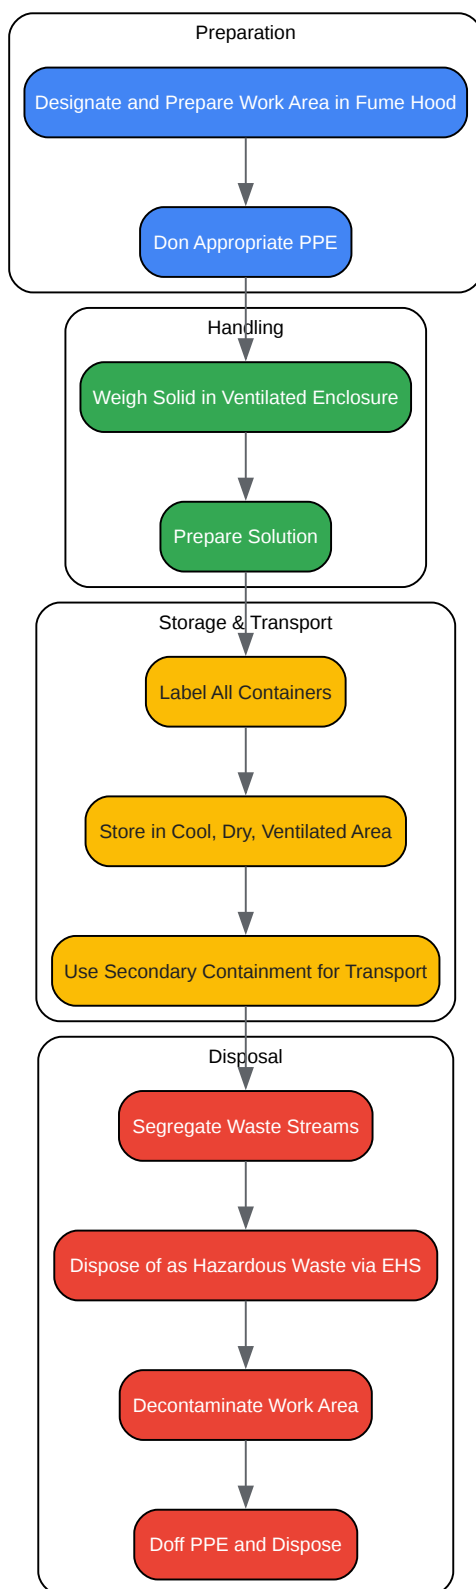 Preparation
Designate and Prepare Work Area in Fume Hood
Don Appropriate PPE
Handling
Weigh Solid in Ventilated Enclosure
Prepare Solution
Storage & Transport
Label All Containers
Store in Cool, Dry, Ventilated Area
Use Secondary Containment for Transport
Disposal
Segregate Waste Streams
Dispose of as Hazardous Waste via EHS
Decontaminate Work Area
Doff PPE and Dispose